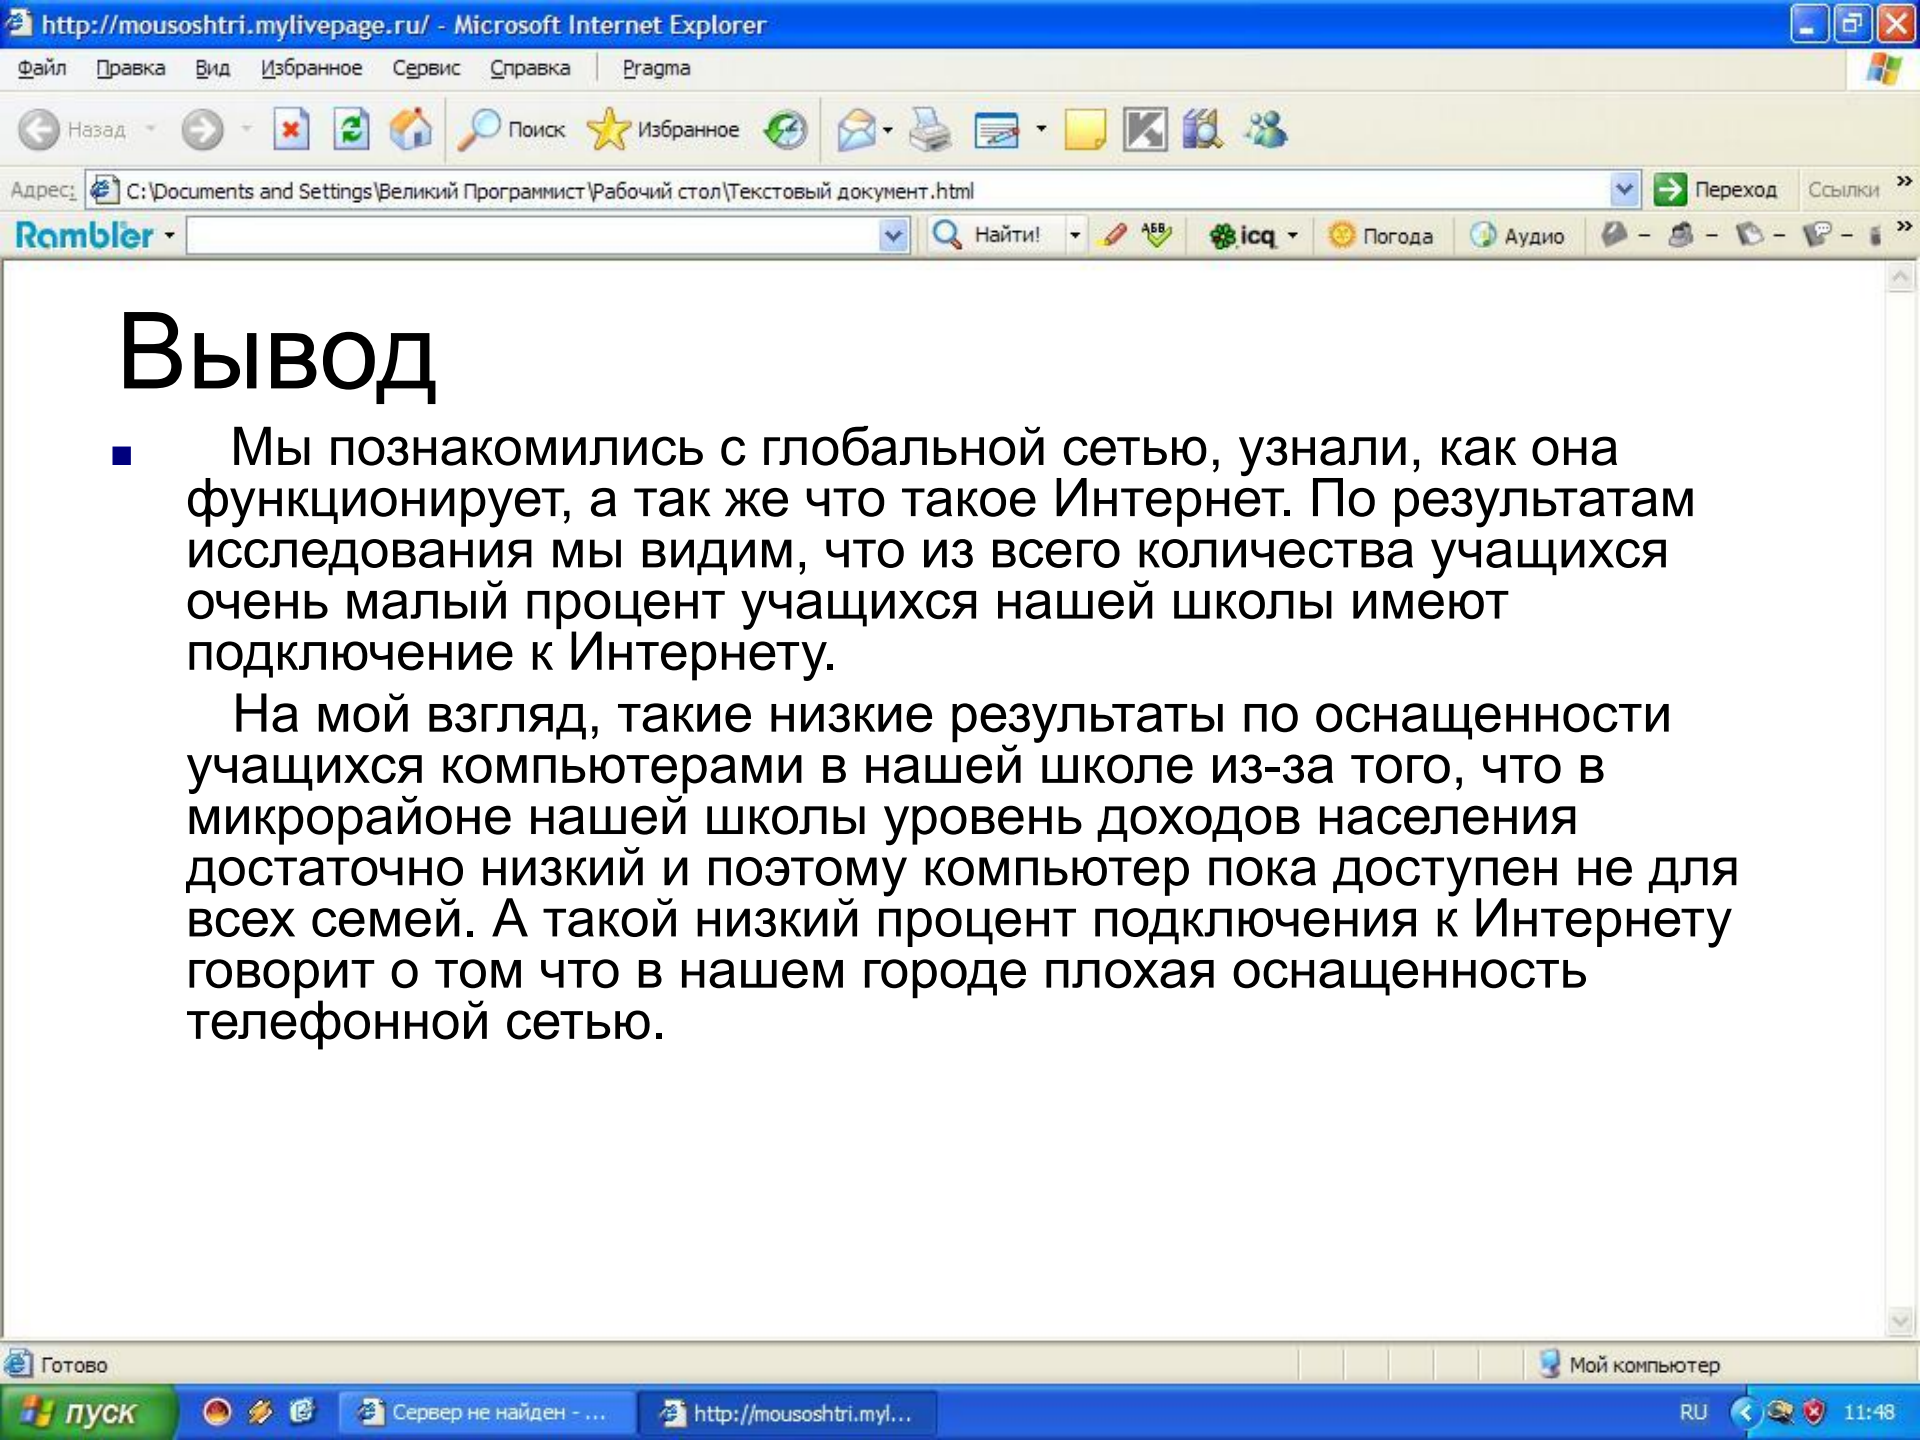 http://mousoshtri.mylivepage.ru/ - Microsoft Internet Explorer
Файл Правка Вид Избранное Сервис Справка Pragma
Назад Поиск Избранное
Адрес: C:\Documents and Settings\Великий Программист\Рабочий стол\Текстовый документ.html Переход Ссылки »
Rambler Найти! АБВ icq Погода Аудио »
Вывод
Мы познакомились с глобальной сетью, узнали, как она
функционирует, а так же что такое Интернет. По результатам
исследования мы видим, что из всего количества учащихся
очень малый процент учащихся нашей школы имеют
подключение к Интернету.
На мой взгляд, такие низкие результаты по оснащенности
учащихся компьютерами в нашей школе из-за того, что в
микрорайоне нашей школы уровень доходов населения
достаточно низкий и поэтому компьютер пока доступен не для
всех семей. А такой низкий процент подключения к Интернету
говорит о том что в нашем городе плохая оснащенность
телефонной сетью.
Готово Мой компьютер
пуск Сервер не найден - ... http://mousoshtri.myl... RU 11:48